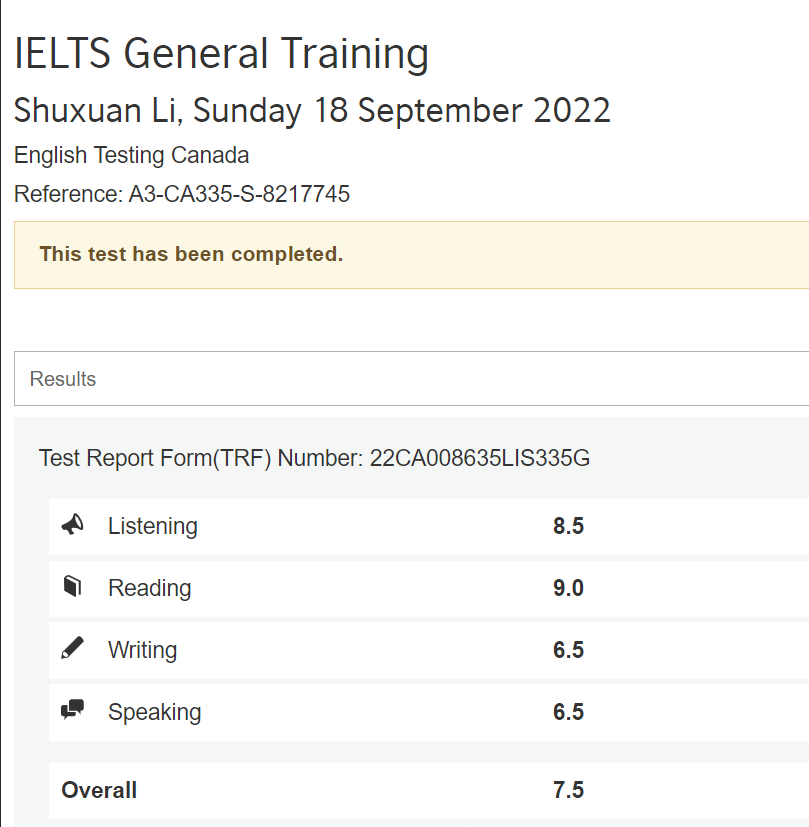 IELTS General Training
Shuxuan Li, Sunday 18 September 2022
English Testing Canada
Reference: A3-CA335-S-8217745
This test has been completed.
Results
Test Report Form(TRF) Number: 22CA008635LIS335G
Listening 8.5
Reading 9.0
Writing 6.5
Speaking 6.5
Overall 7.5